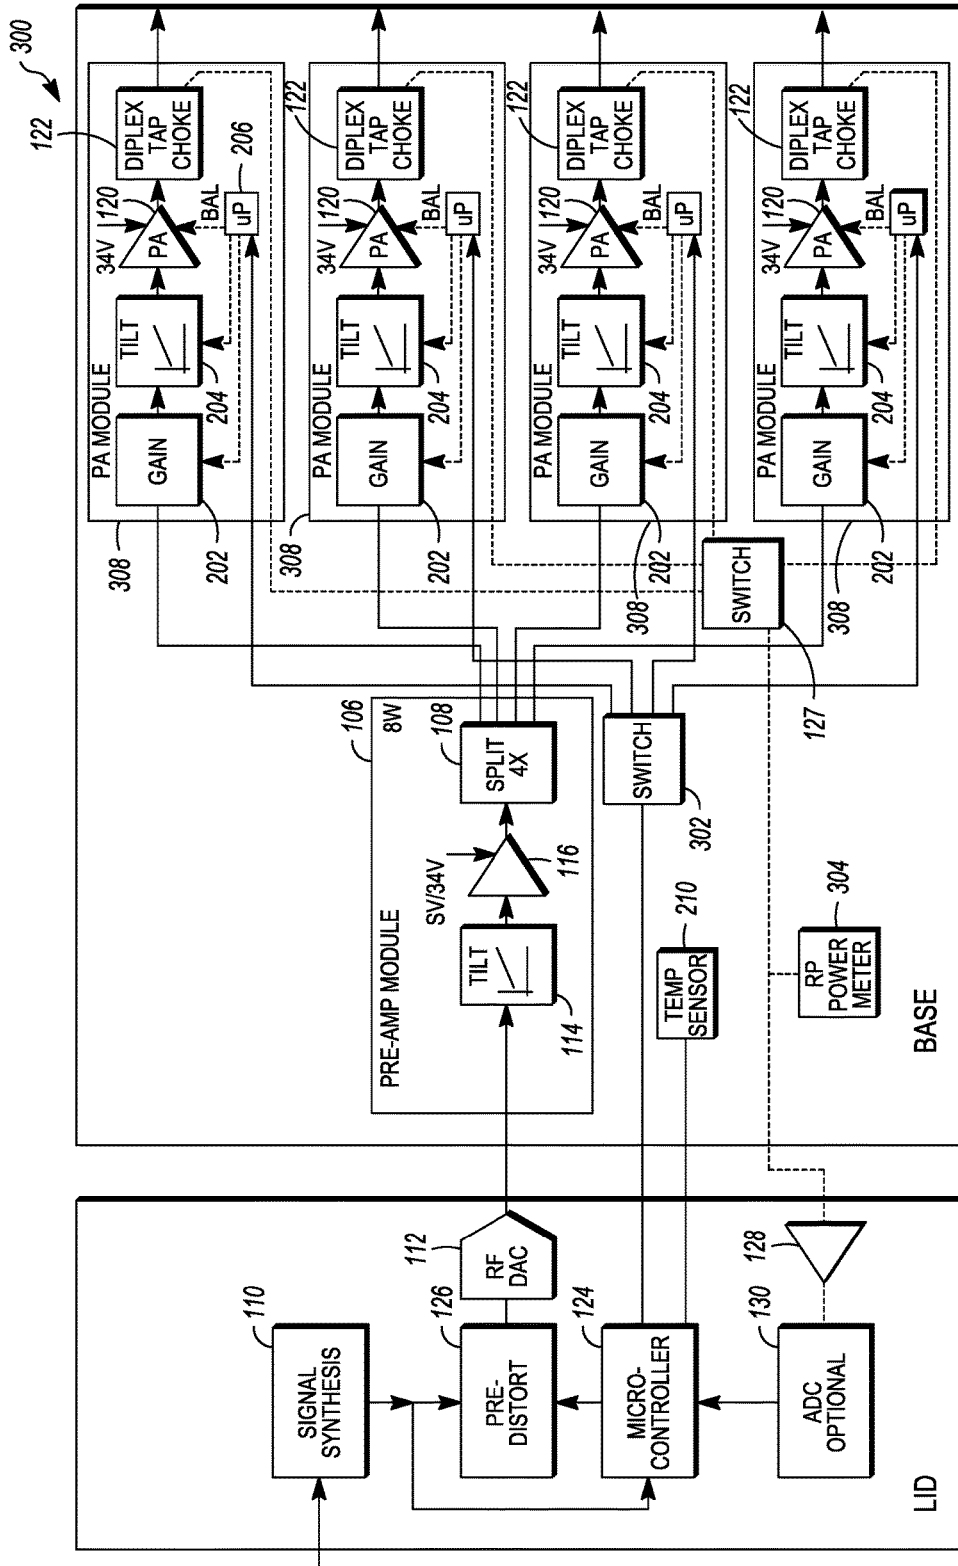 300
LID
110
SIGNAL
SYNTHESIS
126
PRE-
DISTORT
112
RF
DAC
124
MICRO-
CONTROLLER
130
ADC
OPTIONAL
128
BASE
PRE-AMP MODULE
106
8W
TILT
114
SV/34V
116
108
SPLIT
4X
210
TEMP
SENSOR
304
RP
POWER
METER
SWITCH
302
SWITCH
127
PA MODULE
308
GAIN
202
TILT
204
34V
120
PA
BAL
uP
206
DIPLEX
TAP
CHOKE
122
PA MODULE
308
GAIN
202
TILT
204
34V
120
PA
BAL
uP
DIPLEX
TAP
CHOKE
122
PA MODULE
308
GAIN
202
TILT
204
34V
120
PA
BAL
uP
DIPLEX
TAP
CHOKE
122
PA MODULE
308
GAIN
202
TILT
204
34V
120
PA
BAL
uP
DIPLEX
TAP
CHOKE
122